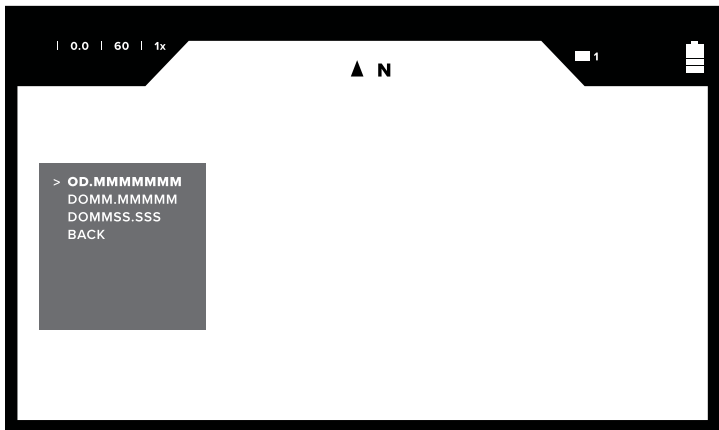 | 0.0 | 60 | 1x
1
N
> OD.MMMMMMM
DOMM.MMMMM
DOMMSS.SSS
BACK